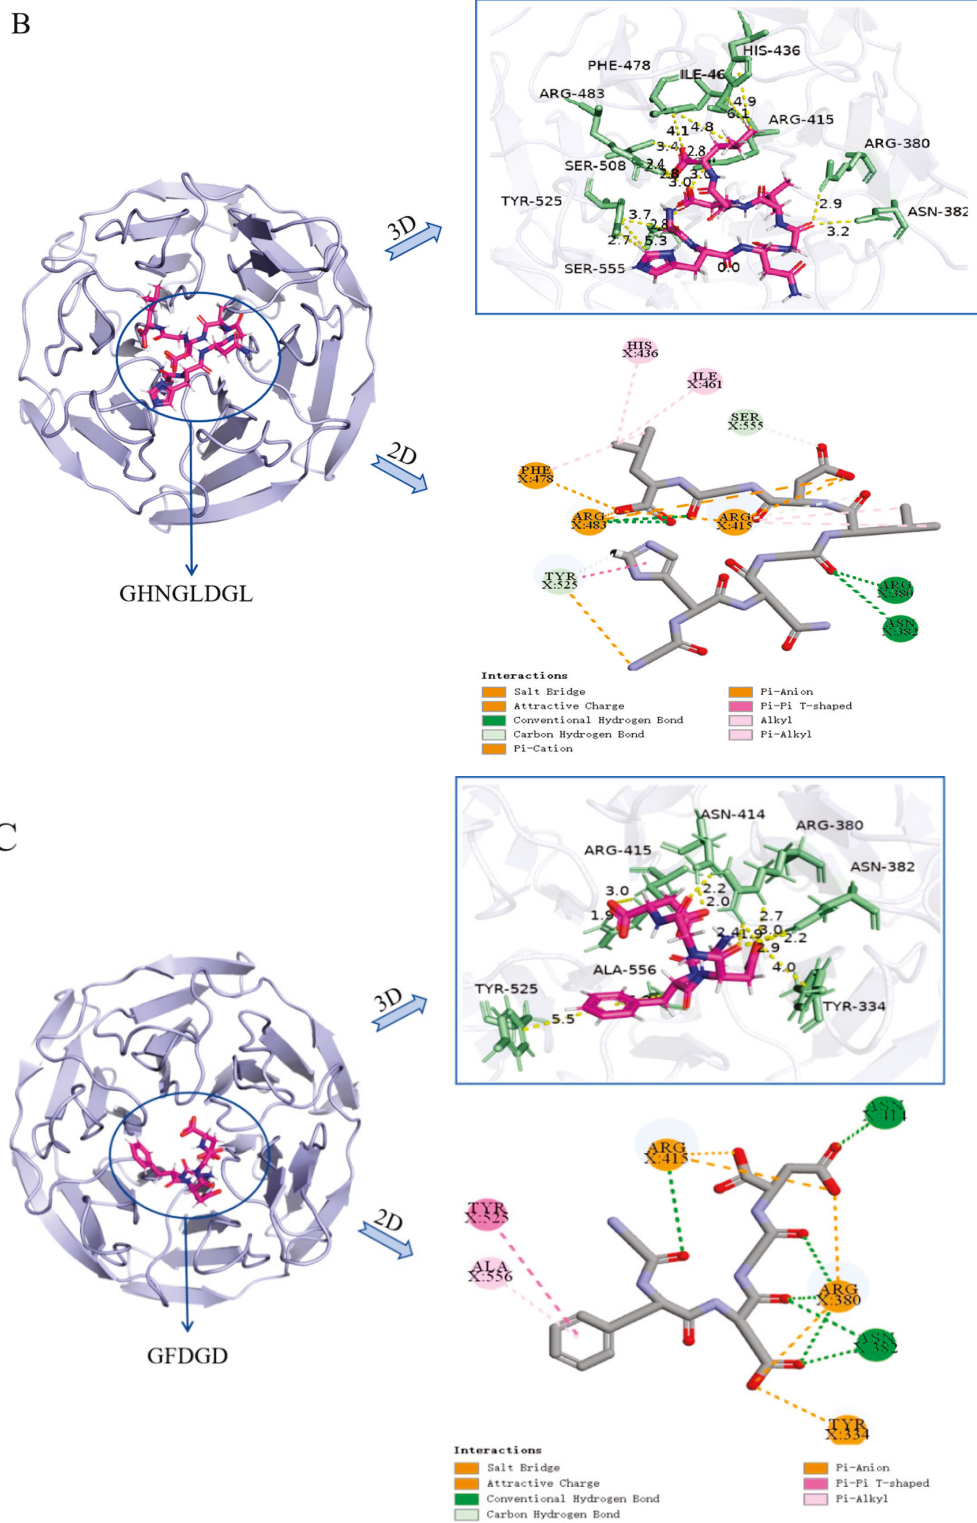 B
HIS-436
PHE-478
ILE-46
ARG-483
4.9
6.1
ARG-415
4.8
4.1
3.4
2.8
ARG-380
SER-508
2.4
3.0
2.9
TYR-525
ASN-382
3.7
2.8
3.2
2.7
5.3
SER-555
0.0
3D
HIS
X:436
ILE
X:461
SER
X:555
2D
PHE
X:478
ARG
X:483
ARG
X:415
TYR
X:525
ARG
X:380
ASN
X:382
GHNGLDGL
Interactions
Salt Bridge
Attractive Charge
Conventional Hydrogen Bond
Carbon Hydrogen Bond
Pi-Cation
Pi-Anion
Pi-Pi T-shaped
Alkyl
Pi-Alkyl
C
ASN-414
ARG-380
ARG-415
ASN-382
3.0
2.2
2.0
1.9
2.7
2.4
1.9
3.0
2.2
2.9
ALA-556
4.0
TYR-525
TYR-334
5.5
3D
ASN
X:414
ARG
X:415
TYR
X:525
2D
ALA
X:556
ARG
X:380
ASN
X:382
GFDGD
TYR
X:334
Interactions
Salt Bridge
Attractive Charge
Conventional Hydrogen Bond
Carbon Hydrogen Bond
Pi-Anion
Pi-Pi T-shaped
Pi-Alkyl